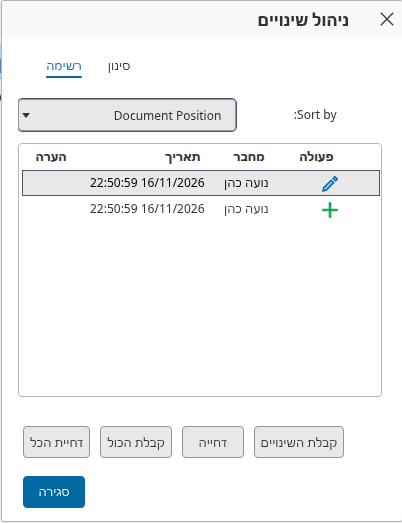 ניהול שינויים
רשימה סינון
Sort by: Document Position
פעולה מחבר תאריך הערה
נועה כהן 16/11/2026 22:50:59
נועה כהן 16/11/2026 22:50:59
קבלת השינויים דחייה קבלת הכול דחיית הכל
סגירה